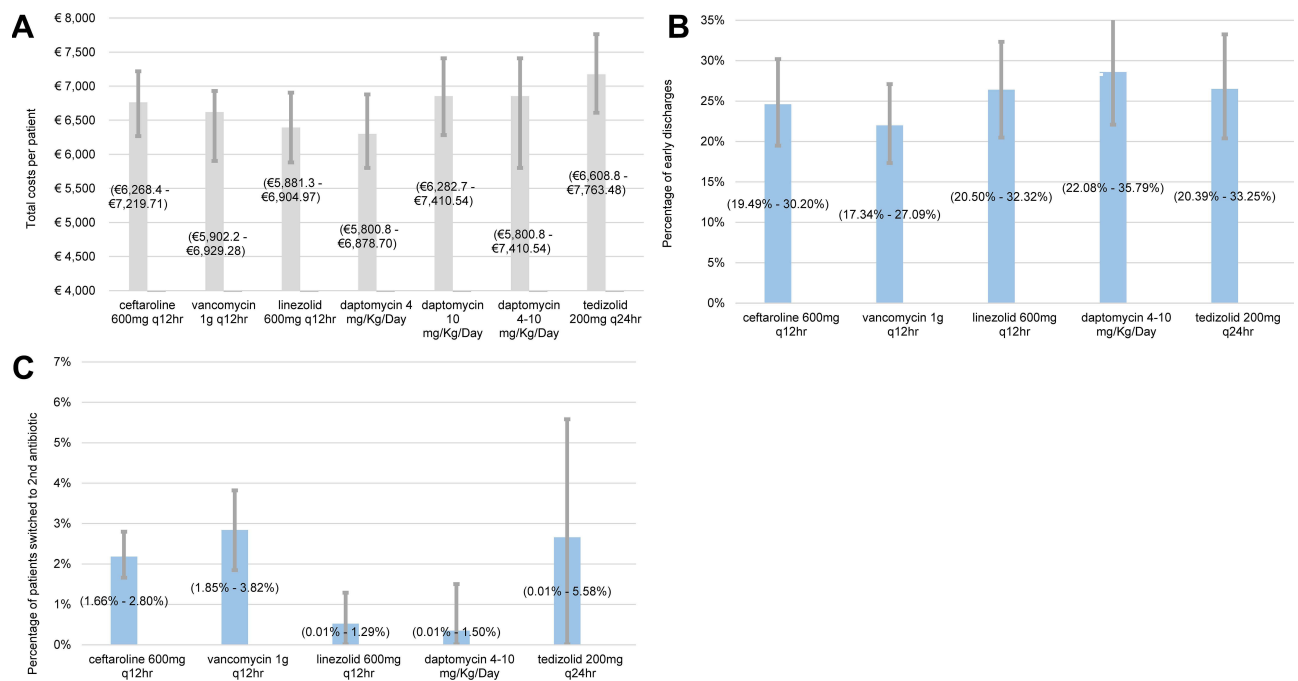 A
Total costs per patient
€ 8,000
€ 7,500
€ 7,000
€ 6,500
€ 6,000
€ 5,500
€ 5,000
€ 4,500
€ 4,000
(€6,268.4 -
€7,219.71)
(€5,902.2 -
€6,929.28)
(€5,881.3 -
€6,904.97)
(€5,800.8 -
€6,878.70)
(€6,282.7 -
€7,410.54)
(€5,800.8 -
€7,410.54)
(€6,608.8 -
€7,763.48)
ceftaroline
600mg q12hr
vancomycin
1g q12hr
linezolid
600mg q12hr
daptomycin 4
mg/Kg/Day
daptomycin
10
mg/Kg/Day
daptomycin
4-10
mg/Kg/Day
tedizolid
200mg q24hr
B
Percentage of early discharges
35%
30%
25%
20%
15%
10%
5%
0%
(19.49% - 30.20%)
(17.34% - 27.09%)
(20.50% - 32.32%)
(22.08% - 35.79%)
(20.39% - 33.25%)
ceftaroline 600mg
q12hr
vancomycin 1g
q12hr
linezolid 600mg
q12hr
daptomycin 4-10
mg/Kg/Day
tedizolid 200mg
q24hr
C
Percentage of patients switched to 2nd antibiotic
7%
6%
5%
4%
3%
2%
1%
0%
(1.66% - 2.80%)
(1.85% - 3.82%)
(0.01% - 1.29%)
(0.01% - 1.50%)
(0.01% - 5.58%)
ceftaroline 600mg
q12hr
vancomycin 1g
q12hr
linezolid 600mg
q12hr
daptomycin 4-10
mg/Kg/Day
tedizolid 200mg
q24hr